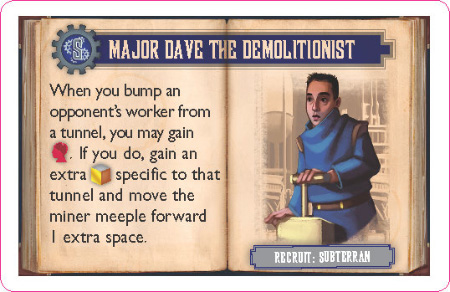 S
MAJOR DAVE THE DEMOLITIONIST
When you bump an
opponent's worker from
a tunnel, you may gain
. If you do, gain an
extra specific to that
tunnel and move the
miner meeple forward
1 extra space.
RECRUIT: SUBTERRAN